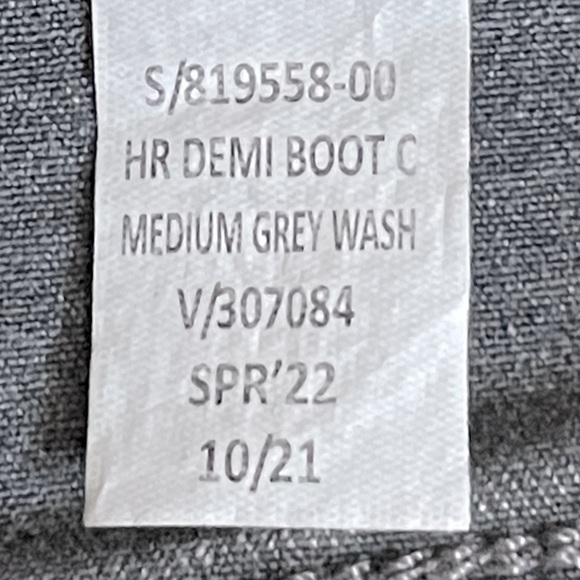 S/819558-00
HR DEMI BOOT C
MEDIUM GREY WASH
V/307084
SPR'22
10/21